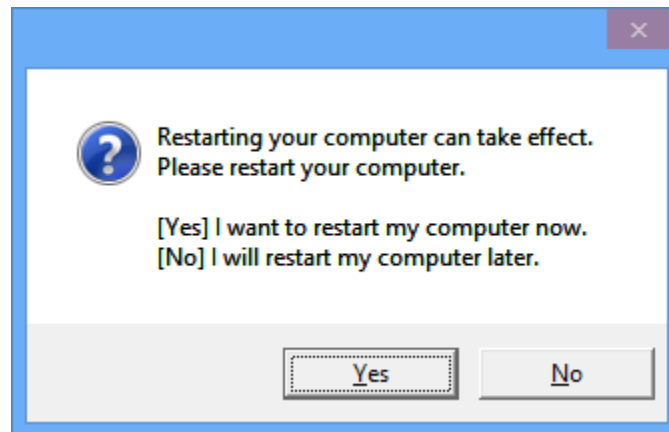 Restarting your computer can take effect.
Please restart your computer.
[Yes] I want to restart my computer now.
[No] I will restart my computer later.
Yes
No